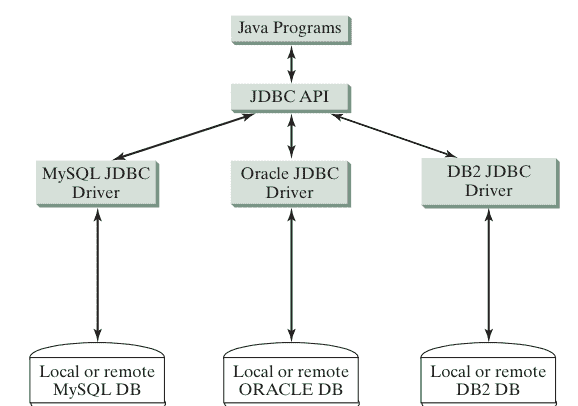 Java Programs
JDBC API
MySQL JDBC
Driver
Oracle JDBC
Driver
DB2 JDBC
Driver
Local or remote
MySQL DB
Local or remote
ORACLE DB
Local or remote
DB2 DB